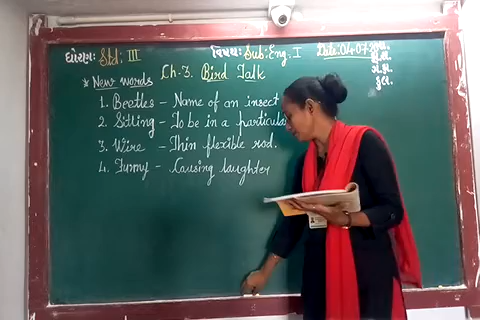 ધોરણ: Std: III વિષય: Sub: Eng. I Date: 04-07
* New words Ch-3. Bird Talk
1. Beetles - Name of an insect
2. Sitting - To be in a particular
3. Wire - Thin flexible rod.
4. Funny - Causing laughter